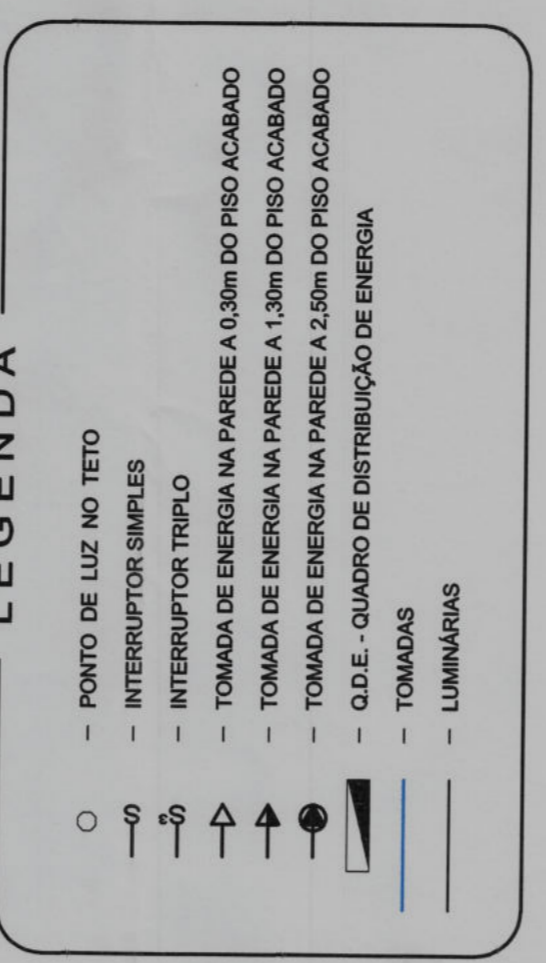 LEGENDA
- PONTO DE LUZ NO TETO
S - INTERRUPTOR SIMPLES
S3 - INTERRUPTOR TRIPLO
- TOMADA DE ENERGIA NA PAREDE A 0,30m DO PISO ACABADO
- TOMADA DE ENERGIA NA PAREDE A 1,30m DO PISO ACABADO
- TOMADA DE ENERGIA NA PAREDE A 2,50m DO PISO ACABADO
- Q.D.E. - QUADRO DE DISTRIBUIÇÃO DE ENERGIA
- TOMADAS
- LUMINÁRIAS